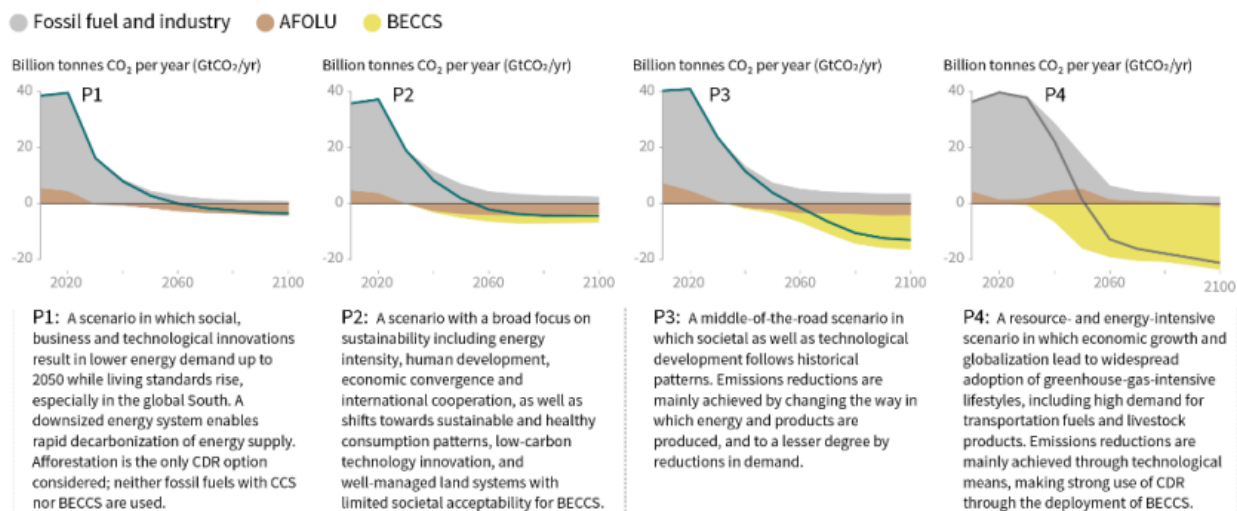 Fossil fuel and industry AFOLU BECCS
Billion tonnes CO₂ per year (GtCO₂/yr)
40
P1
20
0
-20
2020 2060 2100
Billion tonnes CO₂ per year (GtCO₂/yr)
40
P2
20
0
-20
2020 2060 2100
Billion tonnes CO₂ per year (GtCO₂/yr)
40
P3
20
0
-20
2020 2060 2100
Billion tonnes CO₂ per year (GtCO₂/yr)
40
P4
20
0
-20
2020 2060 2100
P1: A scenario in which social,
business and technological innovations
result in lower energy demand up to
2050 while living standards rise,
especially in the global South. A
downsized energy system enables
rapid decarbonization of energy supply.
Afforestation is the only CDR option
considered; neither fossil fuels with CCS
nor BECCS are used.
P2: A scenario with a broad focus on
sustainability including energy
intensity, human development,
economic convergence and
international cooperation, as well as
shifts towards sustainable and healthy
consumption patterns, low-carbon
technology innovation, and
well-managed land systems with
limited societal acceptability for BECCS.
P3: A middle-of-the-road scenario in
which societal as well as technological
development follows historical
patterns. Emissions reductions are
mainly achieved by changing the way in
which energy and products are
produced, and to a lesser degree by
reductions in demand.
P4: A resource- and energy-intensive
scenario in which economic growth and
globalization lead to widespread
adoption of greenhouse-gas-intensive
lifestyles, including high demand for
transportation fuels and livestock
products. Emissions reductions are
mainly achieved through technological
means, making strong use of CDR
through the deployment of BECCS.